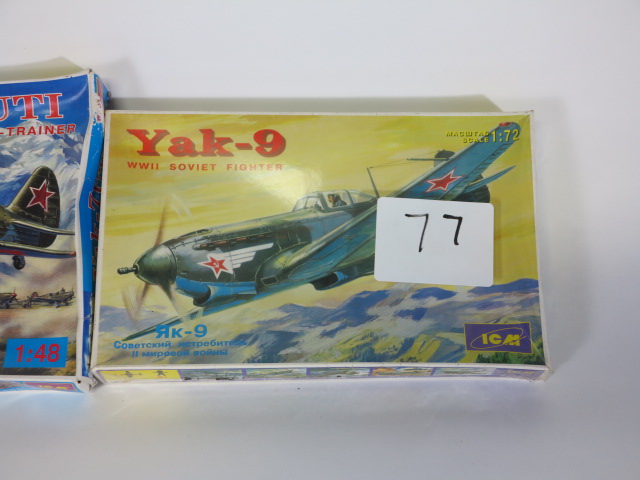 UTI
-TRAINER
1:48
Yak-9
WWII SOVIET FIGHTER
МАСШТАБ
SCALE 1:72
77
Як-9
Советский истребитель
II мировой войны
ICM